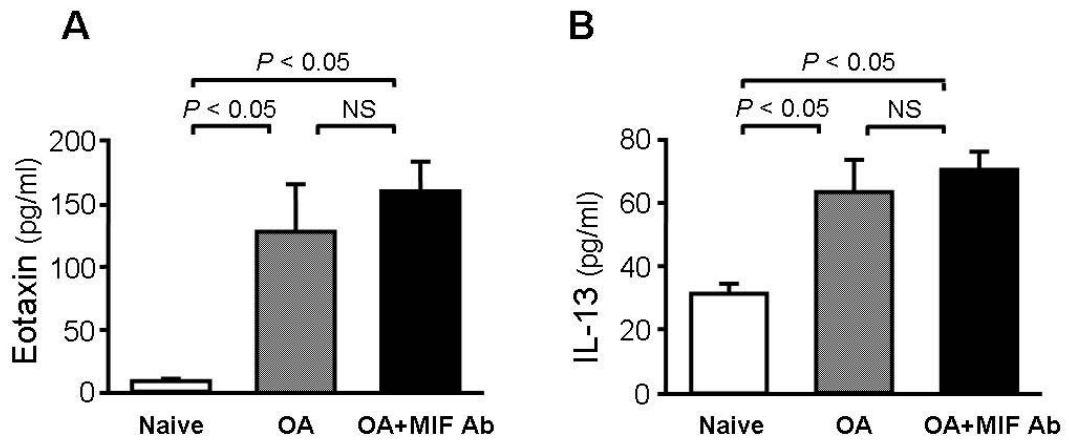 A
P < 0.05
P < 0.05
NS
Eotaxin (pg/ml)
200
150
100
50
0
Naive
OA
OA+MIF Ab
B
P < 0.05
P < 0.05
NS
IL-13 (pg/ml)
80
60
40
20
0
Naive
OA
OA+MIF Ab